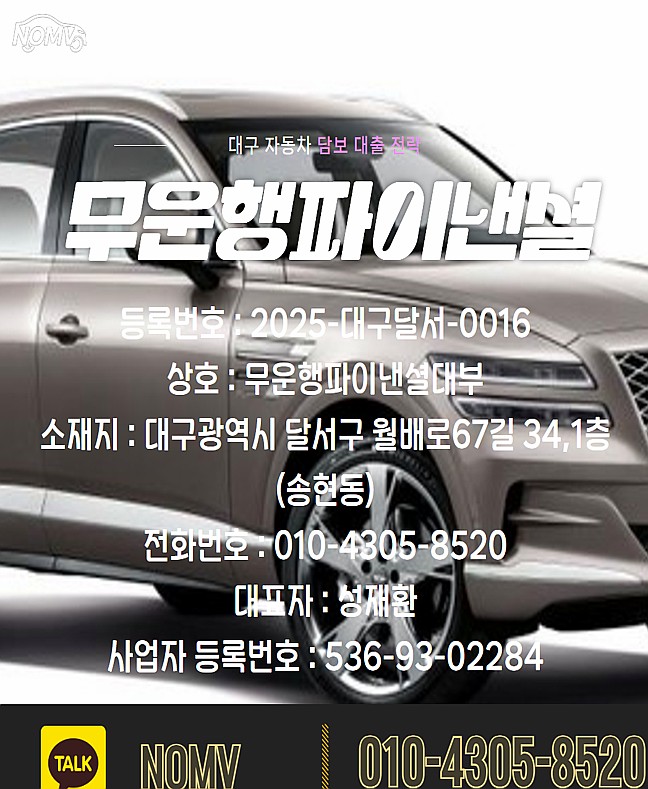 NOMV
대구 자동차 담보 대출 전략
무운행파이낸셜
등록번호 : 2025-대구달서-0016
상호 : 무운행파이낸셜대부
소재지 : 대구광역시 달서구 월배로67길 34,1층
(송현동)
전화번호 : 010-4305-8520
대표자 : 성재환
사업자 등록번호 : 536-93-02284
TALK NOMV 010-4305-8520